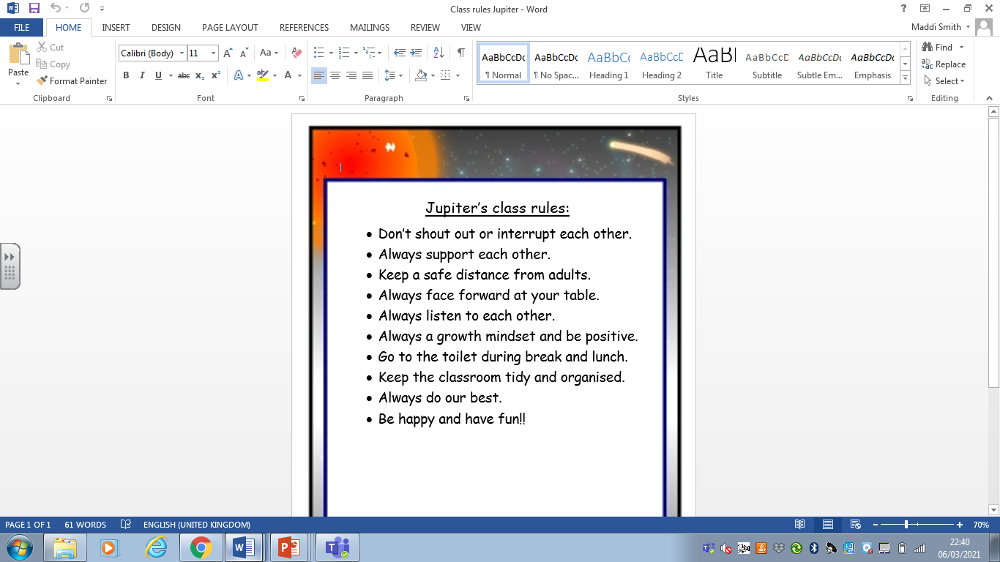 Class rules Jupiter - Word
FILE HOME INSERT DESIGN PAGE LAYOUT REFERENCES MAILINGS REVIEW VIEW Maddi Smith
Paste
Cut
Copy
Format Painter
Clipboard
Calibri (Body) 11
Font
Paragraph
AaBbCcDc AaBbCcDc AaBbCc AaBbCcD AaBl AaBbCcD AaBbCcDc AaBbCcDc
¶ Normal ¶ No Spac... Heading 1 Heading 2 Title Subtitle Subtle Em... Emphasis
Styles
Find
Replace
Select
Editing
Jupiter's class rules:
• Don't shout out or interrupt each other.
• Always support each other.
• Keep a safe distance from adults.
• Always face forward at your table.
• Always listen to each other.
• Always a growth mindset and be positive.
• Go to the toilet during break and lunch.
• Keep the classroom tidy and organised.
• Always do our best.
• Be happy and have fun!!
PAGE 1 OF 1 61 WORDS ENGLISH (UNITED KINGDOM) 70%
22:40
06/03/2021